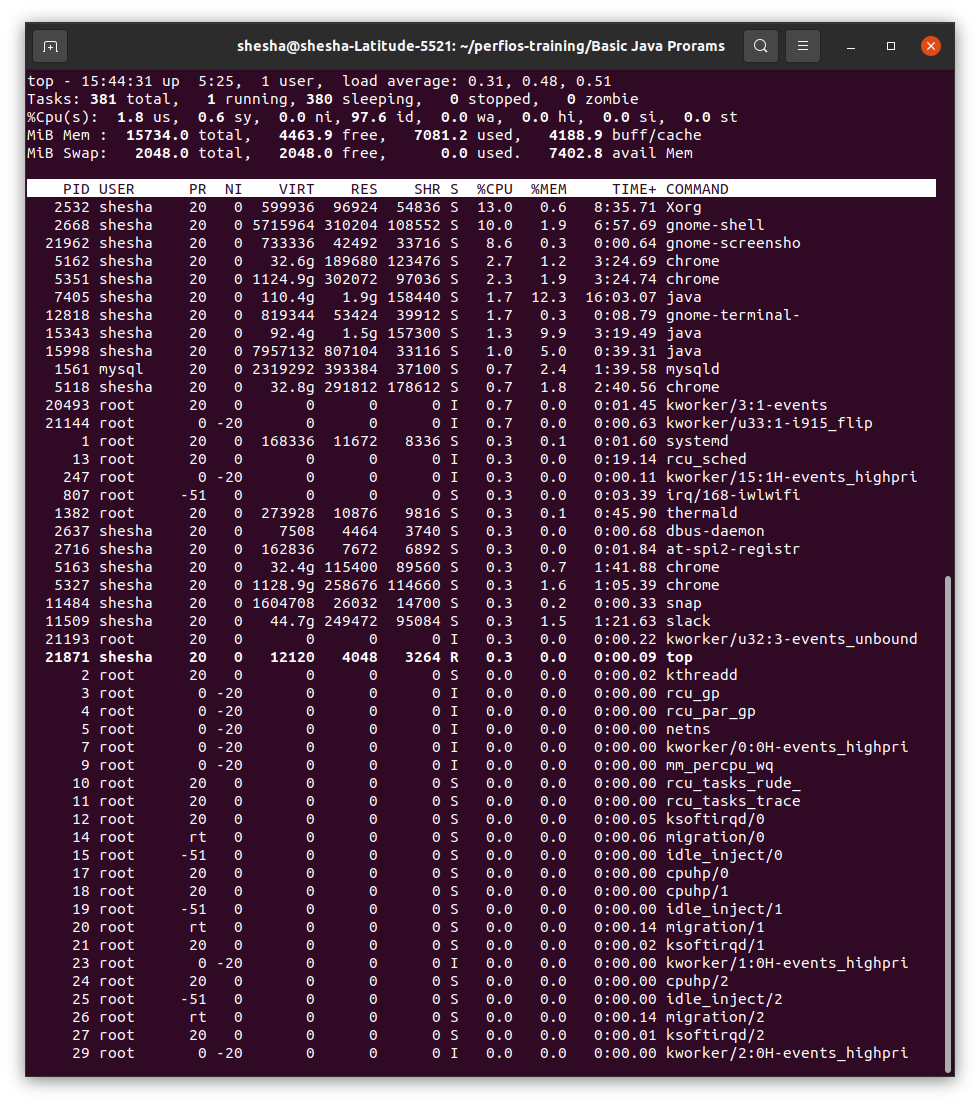 shesha@shesha-Latitude-5521: ~/perfios-training/Basic Java Prorams
top - 15:44:31 up  5:25,  1 user,  load average: 0.31, 0.48, 0.51
Tasks: 381 total,   1 running, 380 sleeping,   0 stopped,   0 zombie
%Cpu(s):  1.8 us,  0.6 sy,  0.0 ni, 97.6 id,  0.0 wa,  0.0 hi,  0.0 si,  0.0 st
MiB Mem :  15734.0 total,   4463.9 free,   7081.2 used,   4188.9 buff/cache
MiB Swap:   2048.0 total,   2048.0 free,      0.0 used.   7402.8 avail Mem
PID USER      PR  NI    VIRT    RES    SHR S  %CPU  %MEM     TIME+ COMMAND
2532 shesha    20   0  599936  96924  54836 S  13.0   0.6   8:35.71 Xorg
2668 shesha    20   0 5715964 310204 108552 S  10.0   1.9   6:57.69 gnome-shell
21962 shesha    20   0  733336  42492  33716 S   8.6   0.3   0:00.64 gnome-screensho
5162 shesha    20   0   32.6g 189680 123476 S   2.7   1.2   3:24.69 chrome
5351 shesha    20   0 1124.9g 302072  97036 S   2.3   1.9   3:24.74 chrome
7405 shesha    20   0  110.4g   1.9g 158440 S   1.7  12.3  16:03.07 java
12818 shesha    20   0  819344  53424  39912 S   1.7   0.3   0:08.79 gnome-terminal-
15343 shesha    20   0   92.4g   1.5g 157300 S   1.3   9.9   3:19.49 java
15998 shesha    20   0 7957132 807104  33116 S   1.0   5.0   0:39.31 java
1561 mysql     20   0 2319292 393384  37100 S   0.7   2.4   1:39.58 mysqld
5118 shesha    20   0   32.8g 291812 178612 S   0.7   1.8   2:40.56 chrome
20493 root      20   0       0      0      0 I   0.7   0.0   0:01.45 kworker/3:1-events
21144 root       0 -20       0      0      0 I   0.7   0.0   0:00.63 kworker/u33:1-i915_flip
1 root      20   0  168336  11672   8336 S   0.3   0.1   0:01.60 systemd
13 root      20   0       0      0      0 I   0.3   0.0   0:19.14 rcu_sched
247 root       0 -20       0      0      0 I   0.3   0.0   0:00.11 kworker/15:1H-events_highpri
807 root     -51   0       0      0      0 S   0.3   0.0   0:03.39 irq/168-iwlwifi
1382 root      20   0  273928  10876   9816 S   0.3   0.1   0:45.90 thermald
2637 shesha    20   0    7508   4464   3740 S   0.3   0.0   0:00.68 dbus-daemon
2716 shesha    20   0  162836   7672   6892 S   0.3   0.0   0:01.84 at-spi2-registr
5163 shesha    20   0   32.4g 115400  89560 S   0.3   0.7   1:41.88 chrome
5327 shesha    20   0 1128.9g 258676 114660 S   0.3   1.6   1:05.39 chrome
11484 shesha    20   0 1604708  26032  14700 S   0.3   0.2   0:00.33 snap
11509 shesha    20   0   44.7g 249472  95084 S   0.3   1.5   1:21.63 slack
21193 root      20   0       0      0      0 I   0.3   0.0   0:00.22 kworker/u32:3-events_unbound
21871 shesha    20   0   12120   4048   3264 R   0.3   0.0   0:00.09 top
2 root      20   0       0      0      0 S   0.0   0.0   0:00.02 kthreadd
3 root       0 -20       0      0      0 I   0.0   0.0   0:00.00 rcu_gp
4 root       0 -20       0      0      0 I   0.0   0.0   0:00.00 rcu_par_gp
5 root       0 -20       0      0      0 I   0.0   0.0   0:00.00 netns
7 root       0 -20       0      0      0 I   0.0   0.0   0:00.00 kworker/0:0H-events_highpri
9 root       0 -20       0      0      0 I   0.0   0.0   0:00.00 mm_percpu_wq
10 root      20   0       0      0      0 S   0.0   0.0   0:00.00 rcu_tasks_rude_
11 root      20   0       0      0      0 S   0.0   0.0   0:00.00 rcu_tasks_trace
12 root      20   0       0      0      0 S   0.0   0.0   0:00.05 ksoftirqd/0
14 root      rt   0       0      0      0 S   0.0   0.0   0:00.06 migration/0
15 root     -51   0       0      0      0 S   0.0   0.0   0:00.00 idle_inject/0
17 root      20   0       0      0      0 S   0.0   0.0   0:00.00 cpuhp/0
18 root      20   0       0      0      0 S   0.0   0.0   0:00.00 cpuhp/1
19 root     -51   0       0      0      0 S   0.0   0.0   0:00.00 idle_inject/1
20 root      rt   0       0      0      0 S   0.0   0.0   0:00.14 migration/1
21 root      20   0       0      0      0 S   0.0   0.0   0:00.02 ksoftirqd/1
23 root       0 -20       0      0      0 I   0.0   0.0   0:00.00 kworker/1:0H-events_highpri
24 root      20   0       0      0      0 S   0.0   0.0   0:00.00 cpuhp/2
25 root     -51   0       0      0      0 S   0.0   0.0   0:00.00 idle_inject/2
26 root      rt   0       0      0      0 S   0.0   0.0   0:00.14 migration/2
27 root      20   0       0      0      0 S   0.0   0.0   0:00.01 ksoftirqd/2
29 root       0 -20       0      0      0 I   0.0   0.0   0:00.00 kworker/2:0H-events_highpri